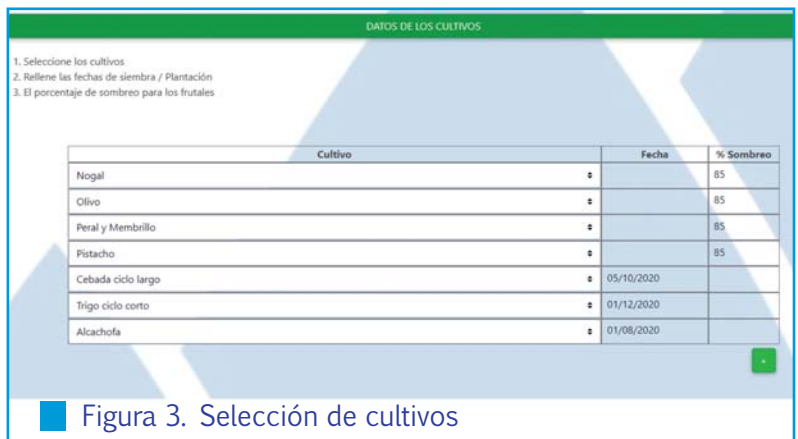 DATOS DE LOS CULTIVOS
1. Seleccione los cultivos
2. Rellene las fechas de siembra / Plantación
3. El porcentaje de sombreo para los frutales
Cultivo Fecha % Sombreo
Nogal 85
Olivo 85
Peral y Membrillo 85
Pistacho 85
Cebada ciclo largo 05/10/2020
Trigo ciclo corto 01/12/2020
Alcachofa 01/08/2020
+
Figura 3. Selección de cultivos